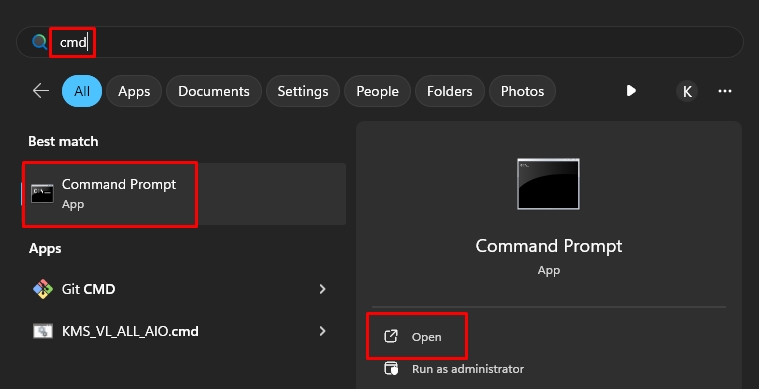 cmd
All Apps Documents Settings People Folders Photos K ...
Best match
Command Prompt
App
Apps
Git CMD
KMS_VL_ALL_AIO.cmd
Command Prompt
App
Open
Run as administrator